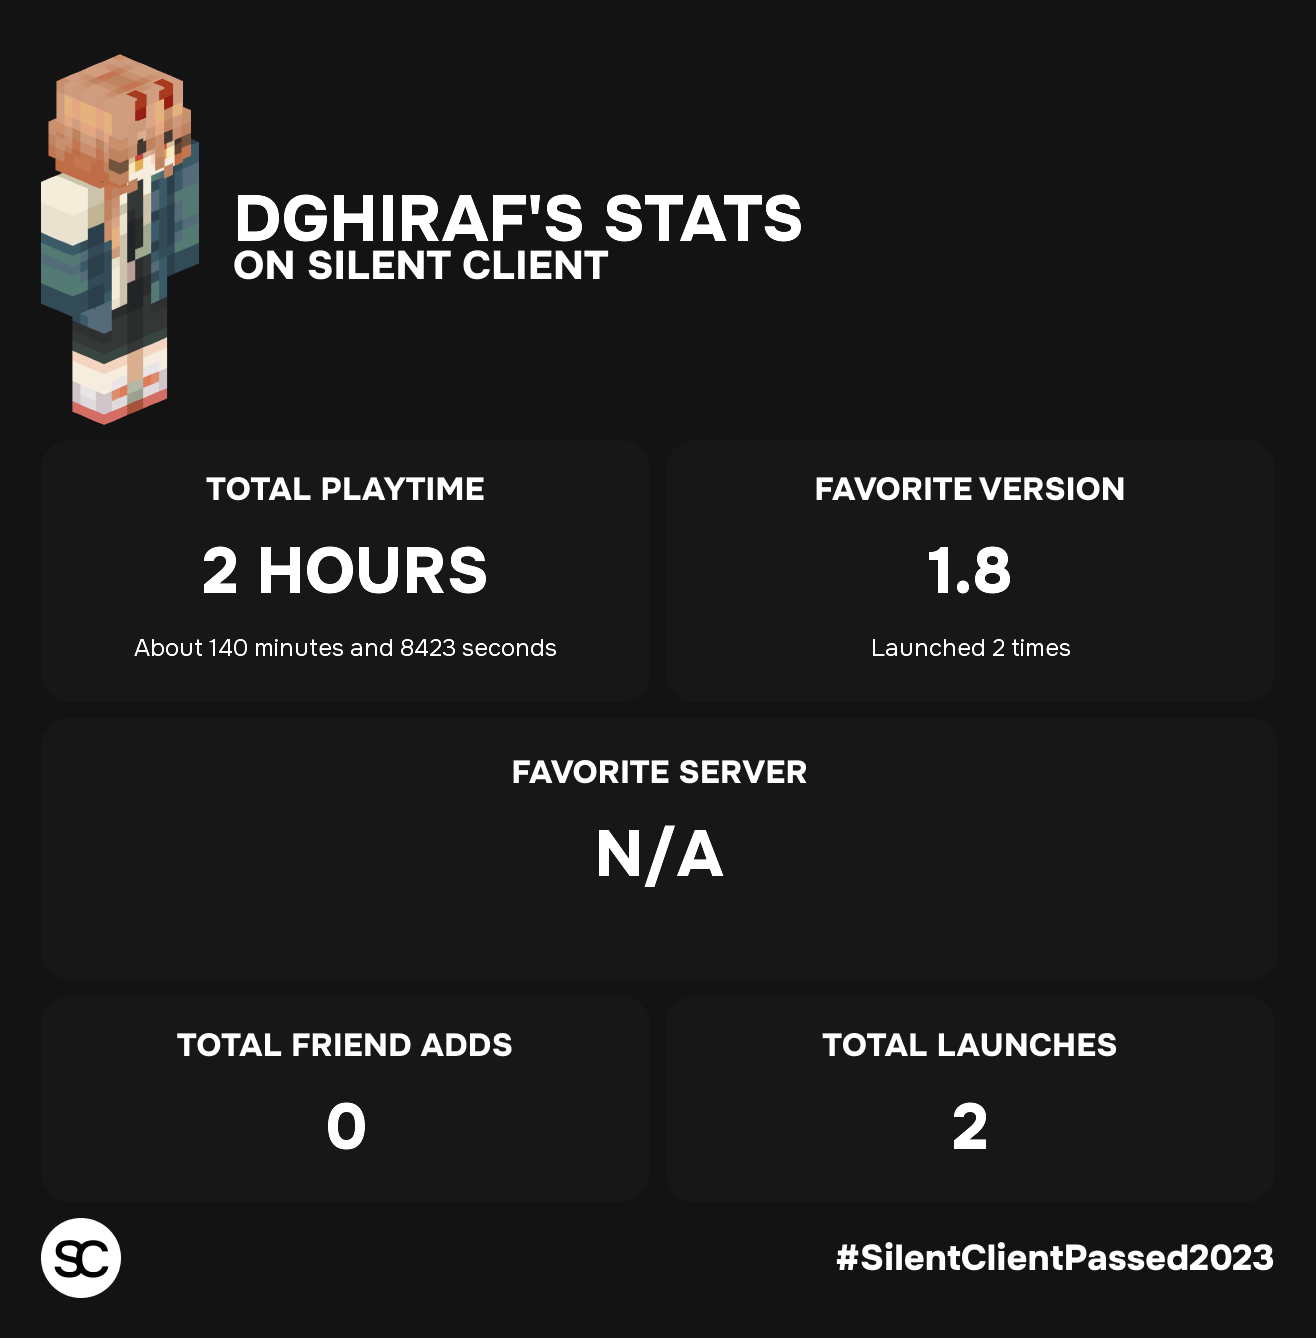 DGHIRAF'S STATS
ON SILENT CLIENT
TOTAL PLAYTIME
2 HOURS
About 140 minutes and 8423 seconds
FAVORITE VERSION
1.8
Launched 2 times
FAVORITE SERVER
N/A
TOTAL FRIEND ADDS
0
TOTAL LAUNCHES
2
SC
#SilentClientPassed2023